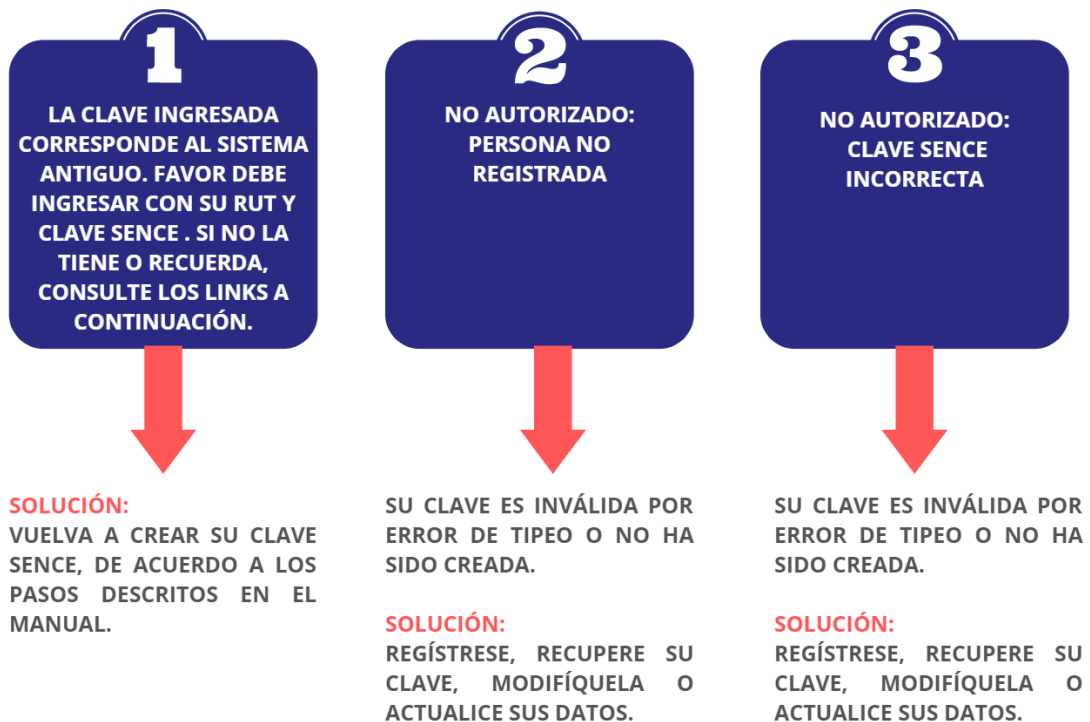 1
LA CLAVE INGRESADA
CORRESPONDE AL SISTEMA
ANTIGUO. FAVOR DEBE
INGRESAR CON SU RUT Y
CLAVE SENCE . SI NO LA
TIENE O RECUERDA,
CONSULTE LOS LINKS A
CONTINUACIÓN.
SOLUCIÓN:
VUELVA A CREAR SU CLAVE
SENCE, DE ACUERDO A LOS
PASOS DESCRITOS EN EL
MANUAL.
2
NO AUTORIZADO:
PERSONA NO
REGISTRADA
SU CLAVE ES INVÁLIDA POR
ERROR DE TIPEO O NO HA
SIDO CREADA.
SOLUCIÓN:
REGÍSTRESE, RECUPERE SU
CLAVE, MODIFÍQUELA O
ACTUALICE SUS DATOS.
3
NO AUTORIZADO:
CLAVE SENCE
INCORRECTA
SU CLAVE ES INVÁLIDA POR
ERROR DE TIPEO O NO HA
SIDO CREADA.
SOLUCIÓN:
REGÍSTRESE, RECUPERE SU
CLAVE, MODIFÍQUELA O
ACTUALICE SUS DATOS.